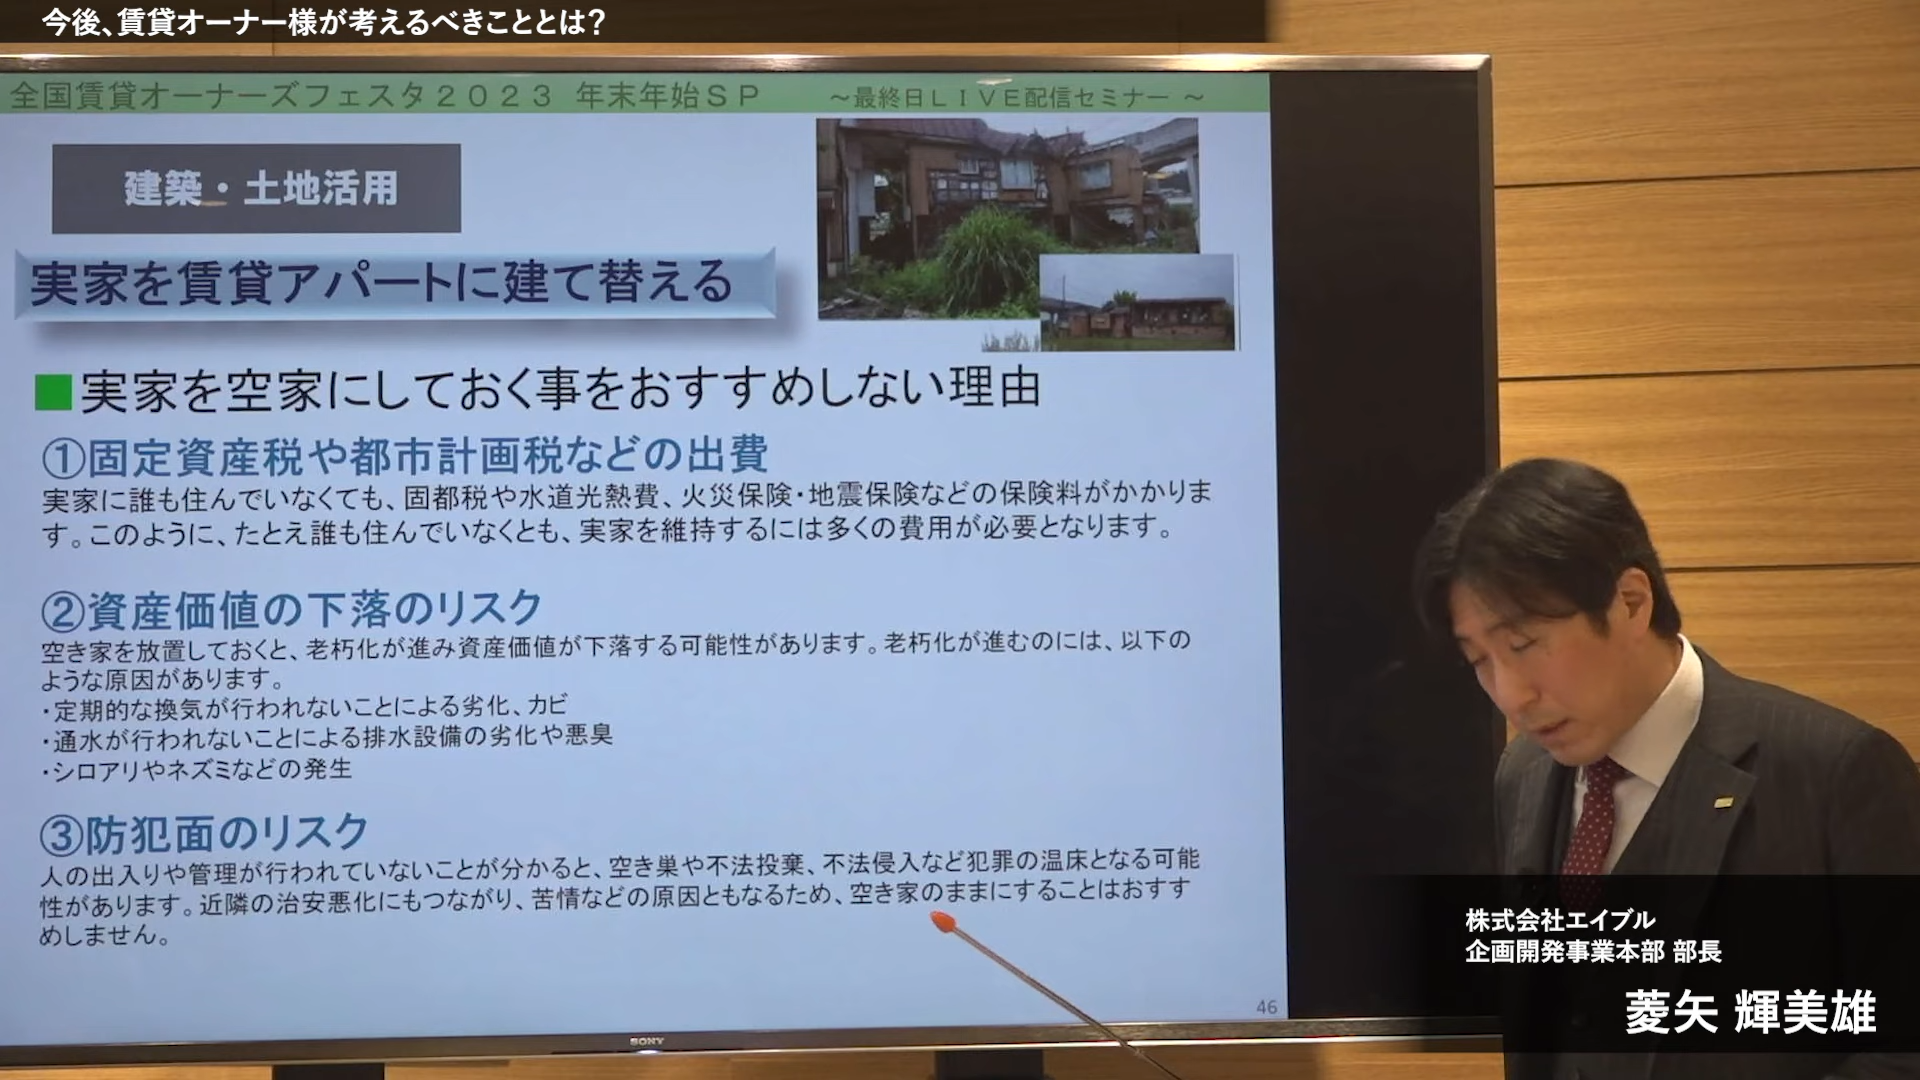 今後、賃貸オーナー様が考えるべきこととは？
全国賃貸オーナーズフェスタ２０２３ 年末年始ＳＰ ～最終日ＬＩＶＥ配信セミナー ～
建築・土地活用
実家を賃貸アパートに建て替える
■実家を空家にしておく事をおすすめしない理由
①固定資産税や都市計画税などの出費
実家に誰も住んでいなくても、固都税や水道光熱費、火災保険・地震保険などの保険料がかかりま
す。このように、たとえ誰も住んでいなくとも、実家を維持するには多くの費用が必要となります。
②資産価値の下落のリスク
空き家を放置しておくと、老朽化が進み資産価値が下落する可能性があります。老朽化が進むのには、以下の
ような原因があります。
・定期的な換気が行われないことによる劣化、カビ
・通水が行われないことによる排水設備の劣化や悪臭
・シロアリやネズミなどの発生
③防犯面のリスク
人の出入りや管理が行われていないことが分かると、空き巣や不法投棄、不法侵入など犯罪の温床となる可能
性があります。近隣の治安悪化にもつながり、苦情などの原因ともなるため、空き家のままにすることはおすす
めしません。
46
SONY
株式会社エイブル
企画開発事業本部 部長
菱矢 輝美雄